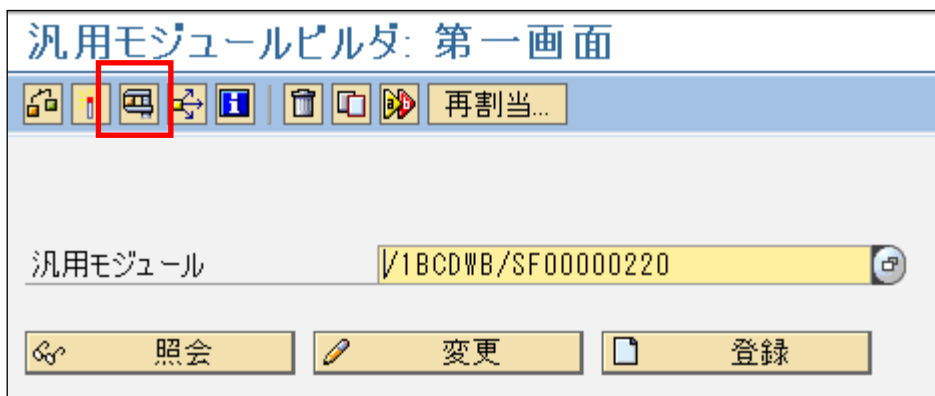 汎用モジュールビルダ: 第一画面
再割当...
汎用モジュール
/1BCDWB/SF00000220
照会
変更
登録